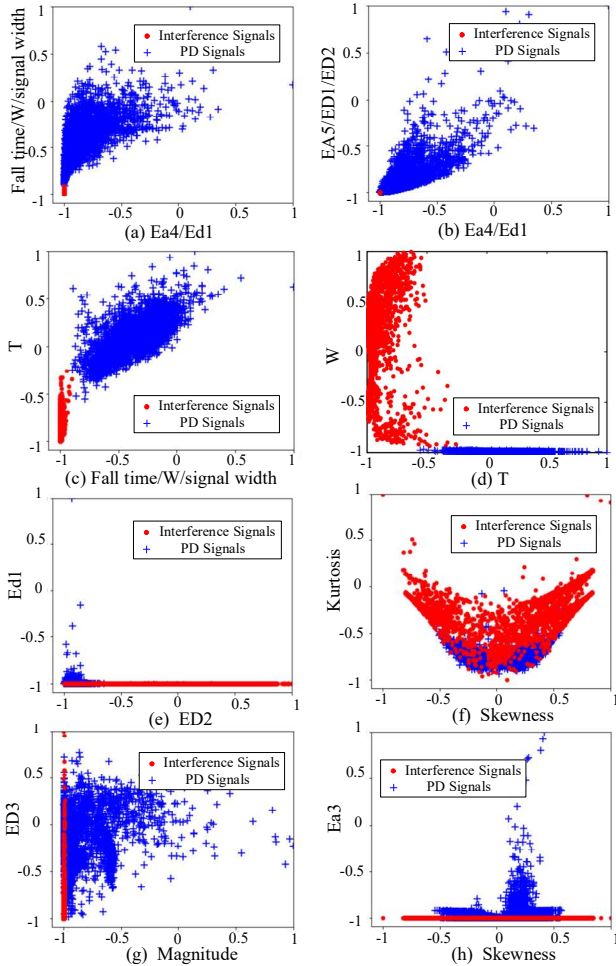 1
0.5
0
-0.5
-1
Fall time/W/signal width
Interference Signals
PD Signals
-1 -0.5 0 0.5 1
(a) Ea4/Ed1
1
0.5
0
-0.5
-1
EA5/ED1/ED2
Interference Signals
PD Signals
-1 -0.5 0 0.5 1
(b) Ea4/Ed1
1
0.5
0
-0.5
-1
T
Interference Signals
PD Signals
-1 -0.5 0 0.5 1
(c) Fall time/W/signal width
1
0.5
0
-0.5
-1
W
Interference Signals
PD Signals
-1 -0.5 0 0.5 1
(d) T
1
0.5
0
-0.5
-1
Ed1
Interference Signals
PD Signals
-1 -0.5 0 0.5 1
(e) ED2
1
0.5
0
-0.5
-1
Kurtosis
Interference Signals
PD Signals
-1 -0.5 0 0.5 1
(f) Skewness
1
0.5
0
-0.5
-1
ED3
Interference Signals
PD Signals
-1 -0.5 0 0.5 1
(g) Magnitude
1
0.5
0
-0.5
-1
Ea3
Interference Signals
PD Signals
-1 -0.5 0 0.5 1
(h) Skewness